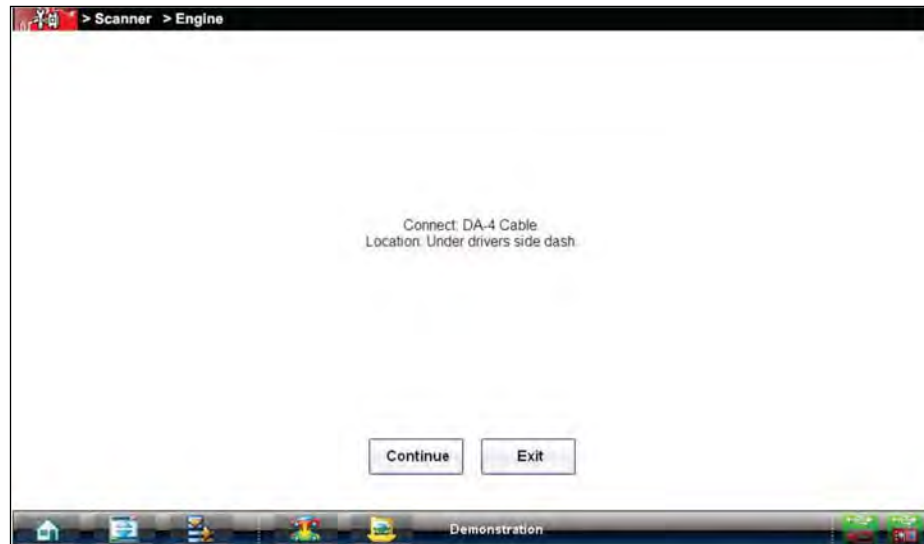 > Scanner > Engine
Connect: DA-4 Cable
Location: Under drivers side dash
Continue
Exit
Demonstration